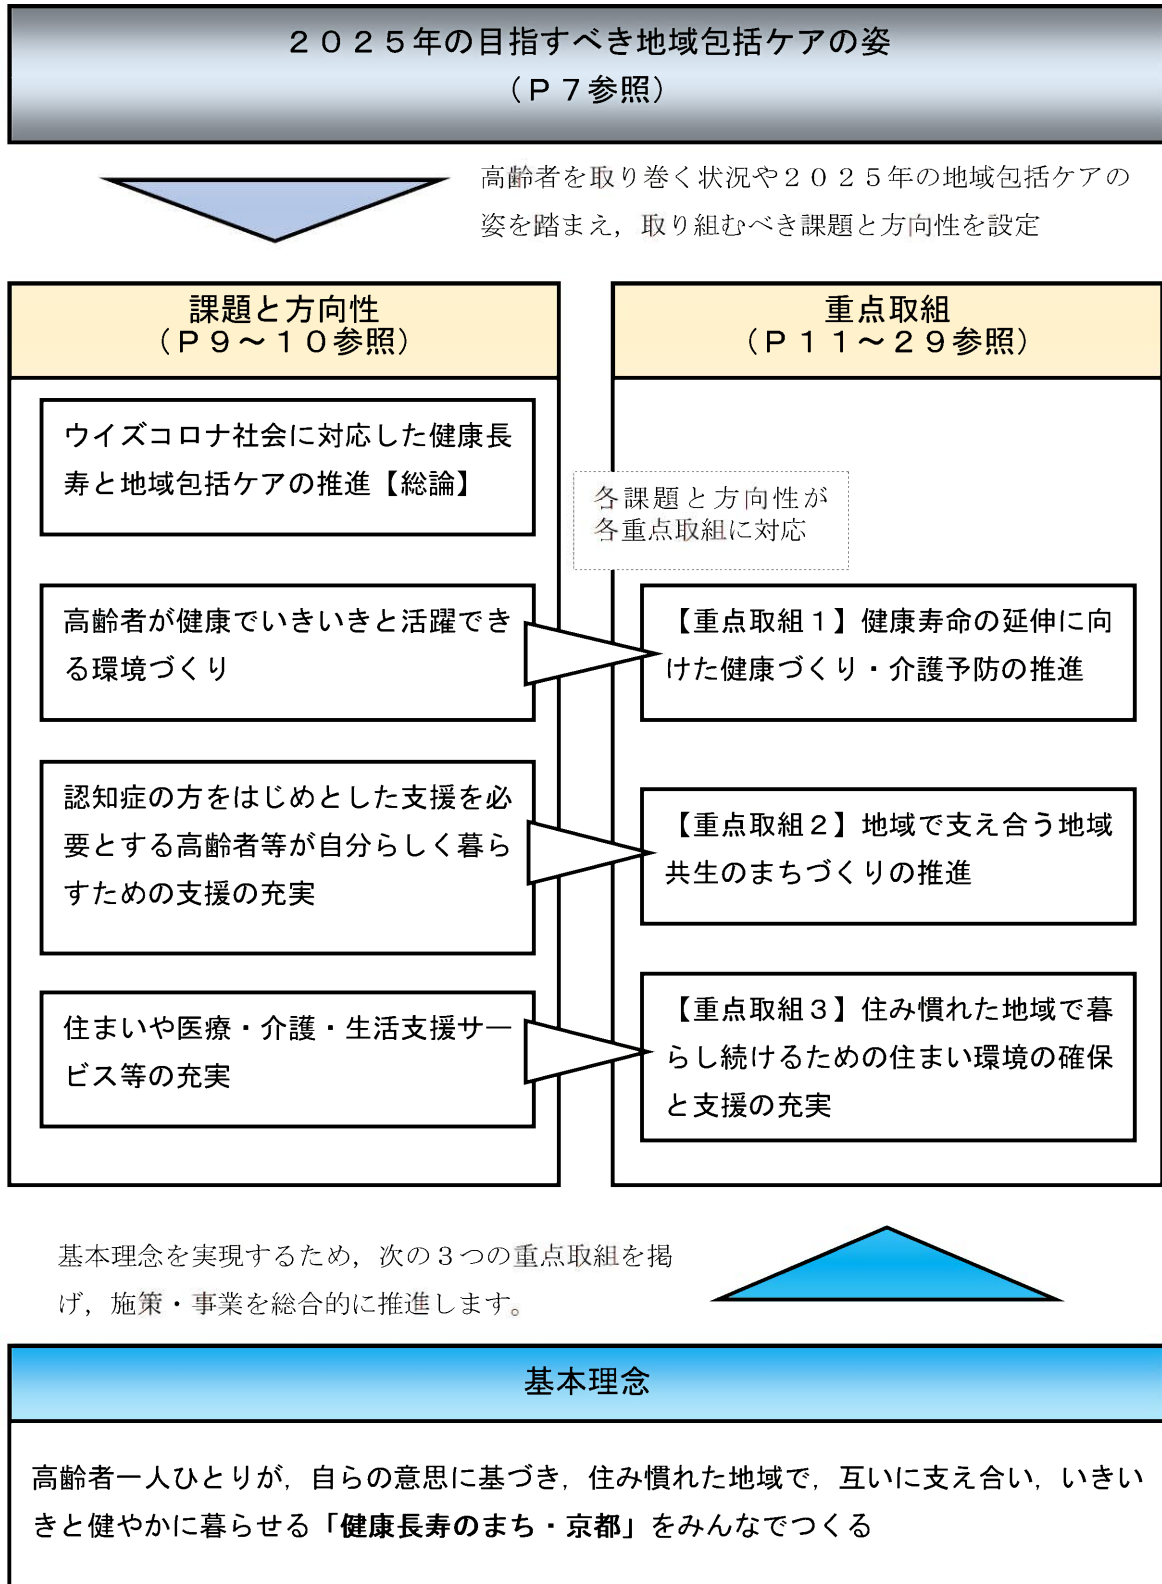 ２０２５年の目指すべき地域包括ケアの姿
（Ｐ７参照）
高齢者を取り巻く状況や２０２５年の地域包括ケアの
姿を踏まえ，取り組むべき課題と方向性を設定
課題と方向性
（Ｐ９～１０参照）
ウイズコロナ社会に対応した健康長
寿と地域包括ケアの推進【総論】
高齢者が健康でいきいきと活躍でき
る環境づくり
認知症の方をはじめとした支援を必
要とする高齢者等が自分らしく暮ら
すための支援の充実
住まいや医療・介護・生活支援サー
ビス等の充実
重点取組
（Ｐ１１～２９参照）
各課題と方向性が
各重点取組に対応
【重点取組１】健康寿命の延伸に向
けた健康づくり・介護予防の推進
【重点取組２】地域で支え合う地域
共生のまちづくりの推進
【重点取組３】住み慣れた地域で暮
らし続けるための住まい環境の確保
と支援の充実
基本理念を実現するため，次の３つの重点取組を掲
げ，施策・事業を総合的に推進します。
基本理念
高齢者一人ひとりが，自らの意思に基づき，住み慣れた地域で，互いに支え合い，いきい
きと健やかに暮らせる「健康長寿のまち・京都」をみんなでつくる